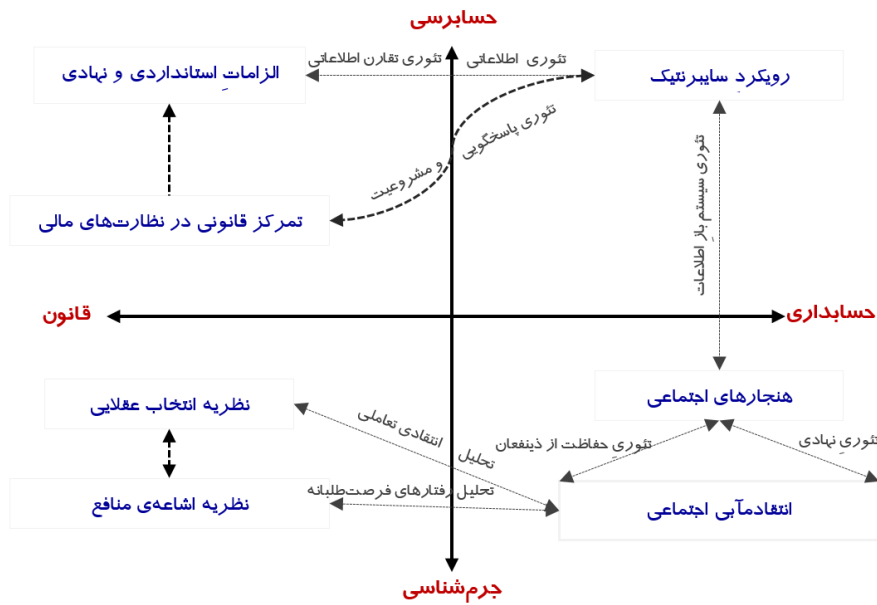 حسابرسی
الزاماتِ استانداردی و نهادی
تئوری تقارن اطلاعاتی
تئوری اطلاعاتی
رویکردِ سایبرنتیک
تئوری پاسخگویی
و مشروعیت
تمرکز قانونی در نظارت‌های مالی
تئوری سیستم بازِ اطلاعات
قانون
حسابداری
نظریه انتخاب عقلایی
هنجارهای اجتماعی
تحلیل انتقادی تعاملی
تئوریِ حفاظت از ذینفعان
تئوریِ نهادی
نظریه اشاعه‌ی منافع
تحلیل رفتارهای فرصت‌طلبانه
انتقادمآبی اجتماعی
جرم‌شناسی